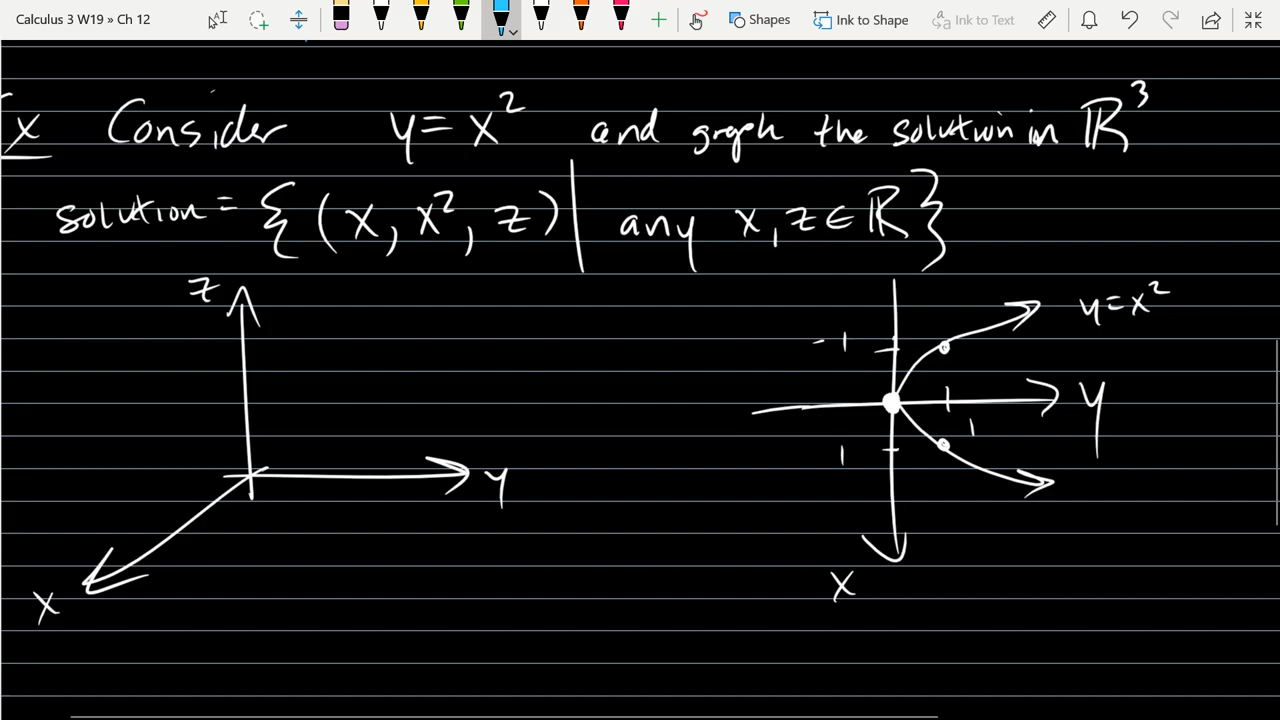 Calculus 3 W19 » Ch 12
Shapes
Ink to Shape
Ink to Text
x Consider y = x² and graph the solution in ℝ³
solution = {(x, x², z) | any x, z ∈ ℝ}
z
y
x
y = x²
-1
y
1
1
x